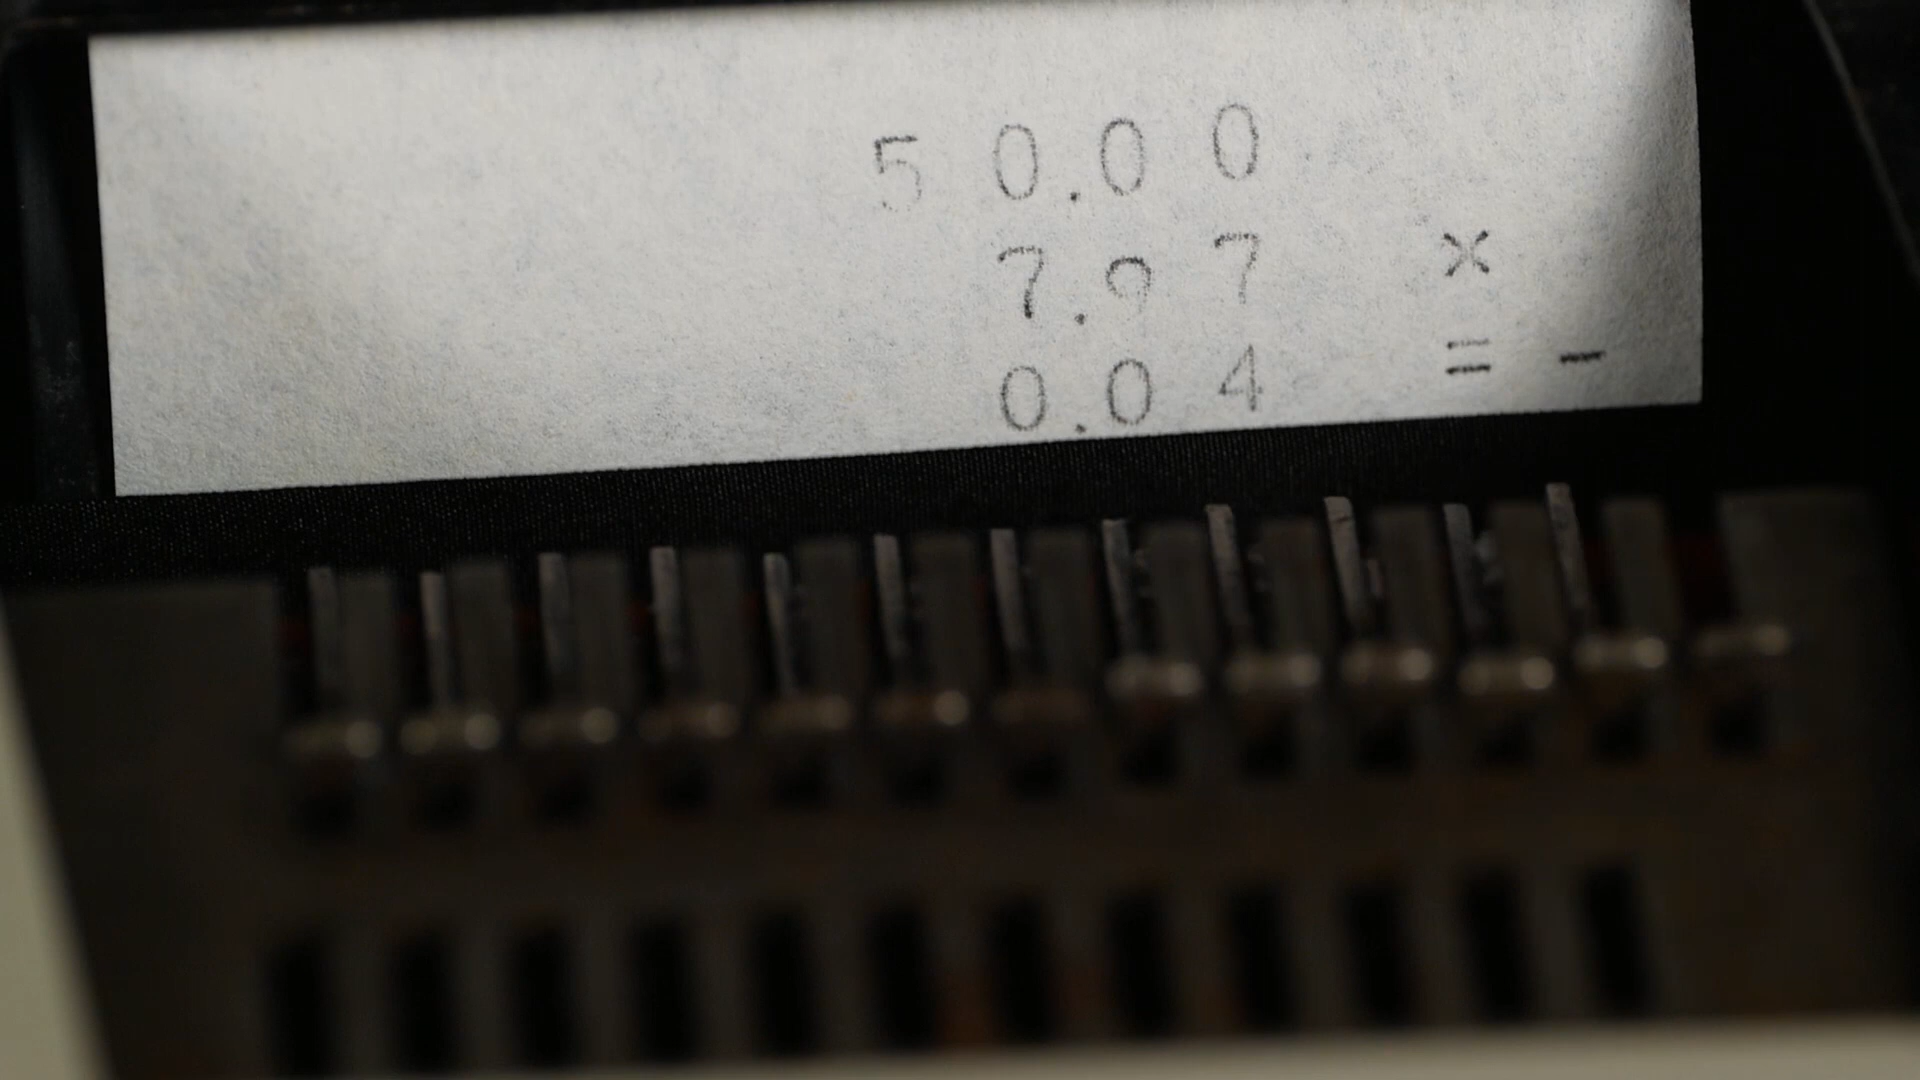 50.00
7.97 ×
0.04 = -